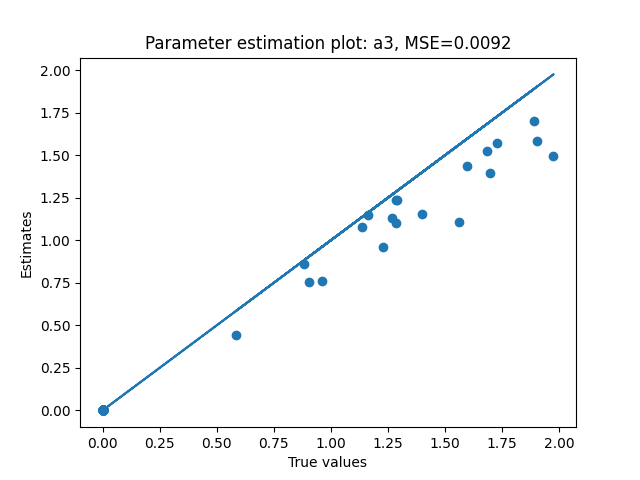 Parameter estimation plot: a3, MSE=0.0092
2.00
1.75
1.50
1.25
1.00
0.75
0.50
0.25
0.00
Estimates
0.00 0.25 0.50 0.75 1.00 1.25 1.50 1.75 2.00
True values